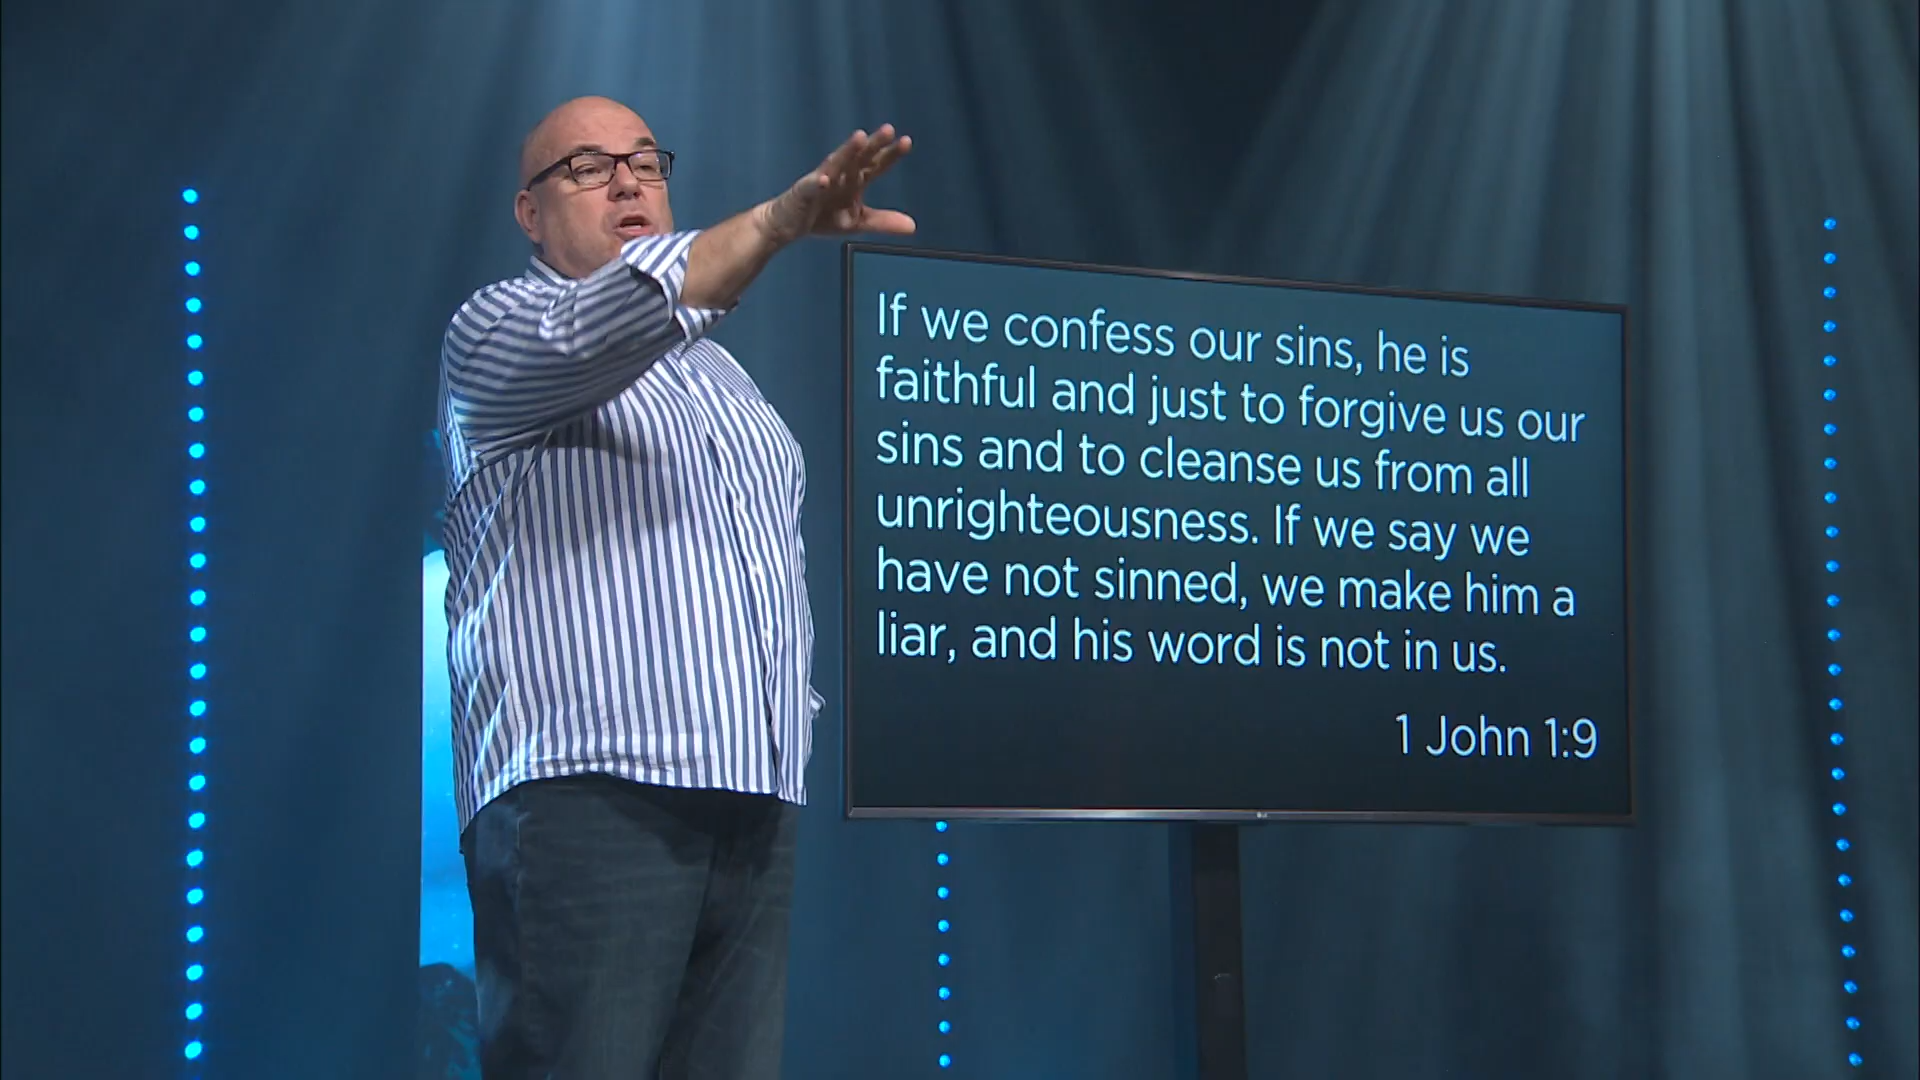 If we confess our sins, he is
faithful and just to forgive us our
sins and to cleanse us from all
unrighteousness. If we say we
have not sinned, we make him a
liar, and his word is not in us.
1 John 1:9
LG